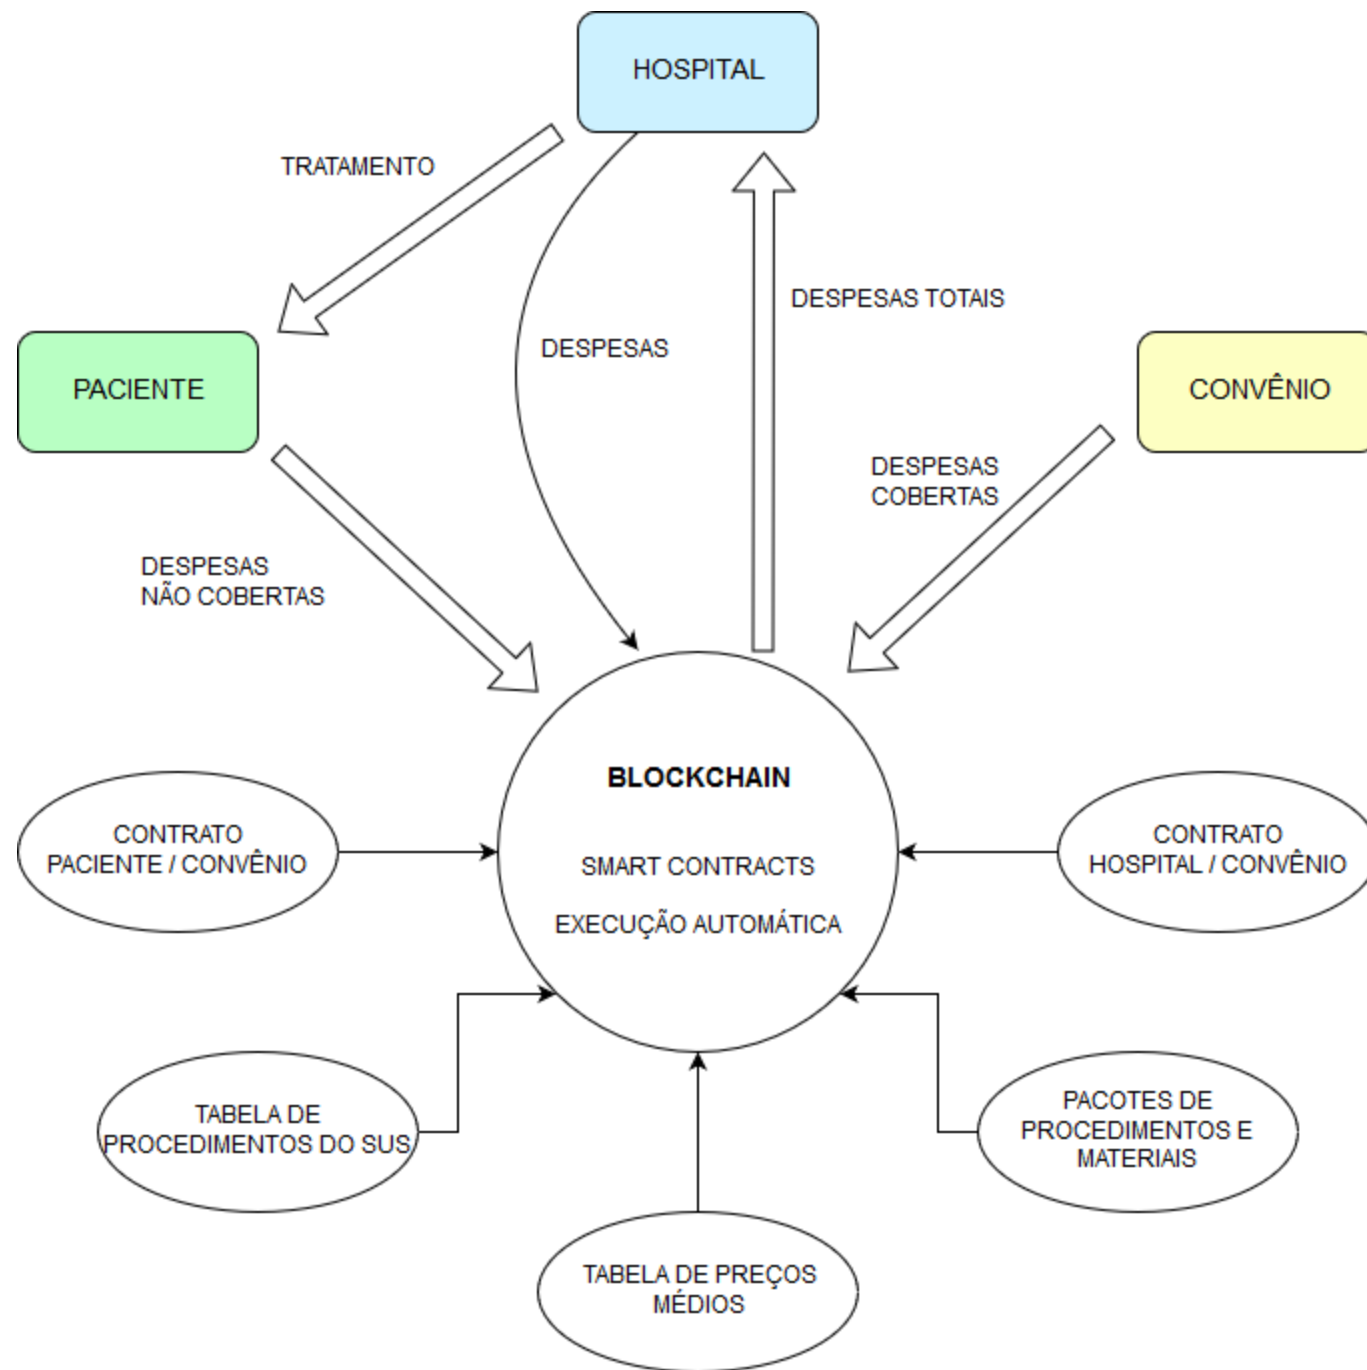 HOSPITAL
TRATAMENTO
DESPESAS TOTAIS
DESPESAS
PACIENTE
CONVÊNIO
DESPESAS
COBERTAS
DESPESAS
NÃO COBERTAS
BLOCKCHAIN
SMART CONTRACTS
EXECUÇÃO AUTOMÁTICA
CONTRATO
PACIENTE / CONVÊNIO
CONTRATO
HOSPITAL / CONVÊNIO
TABELA DE
PROCEDIMENTOS DO SUS
PACOTES DE
PROCEDIMENTOS E
MATERIAIS
TABELA DE PREÇOS
MÉDIOS